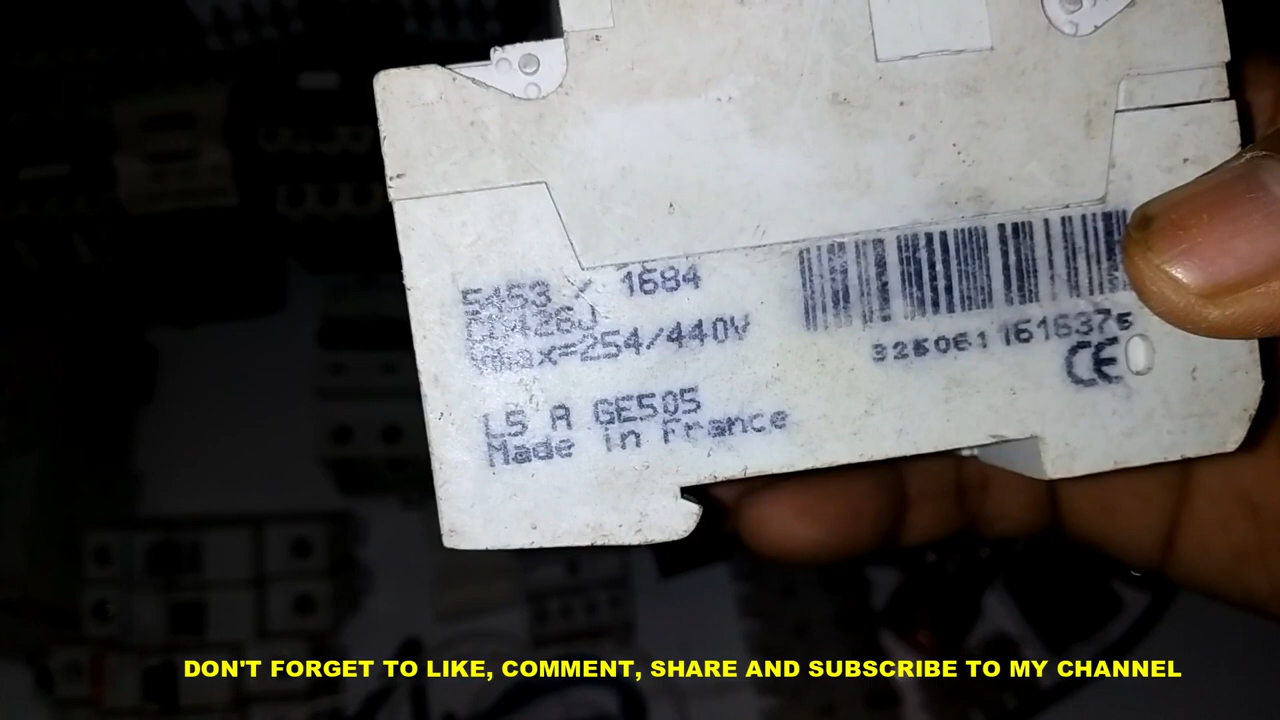 5453 / 1684
Umax=254/440V
3250611616375
CE
LS A GE505
Made in France
DON'T FORGET TO LIKE, COMMENT, SHARE AND SUBSCRIBE TO MY CHANNEL